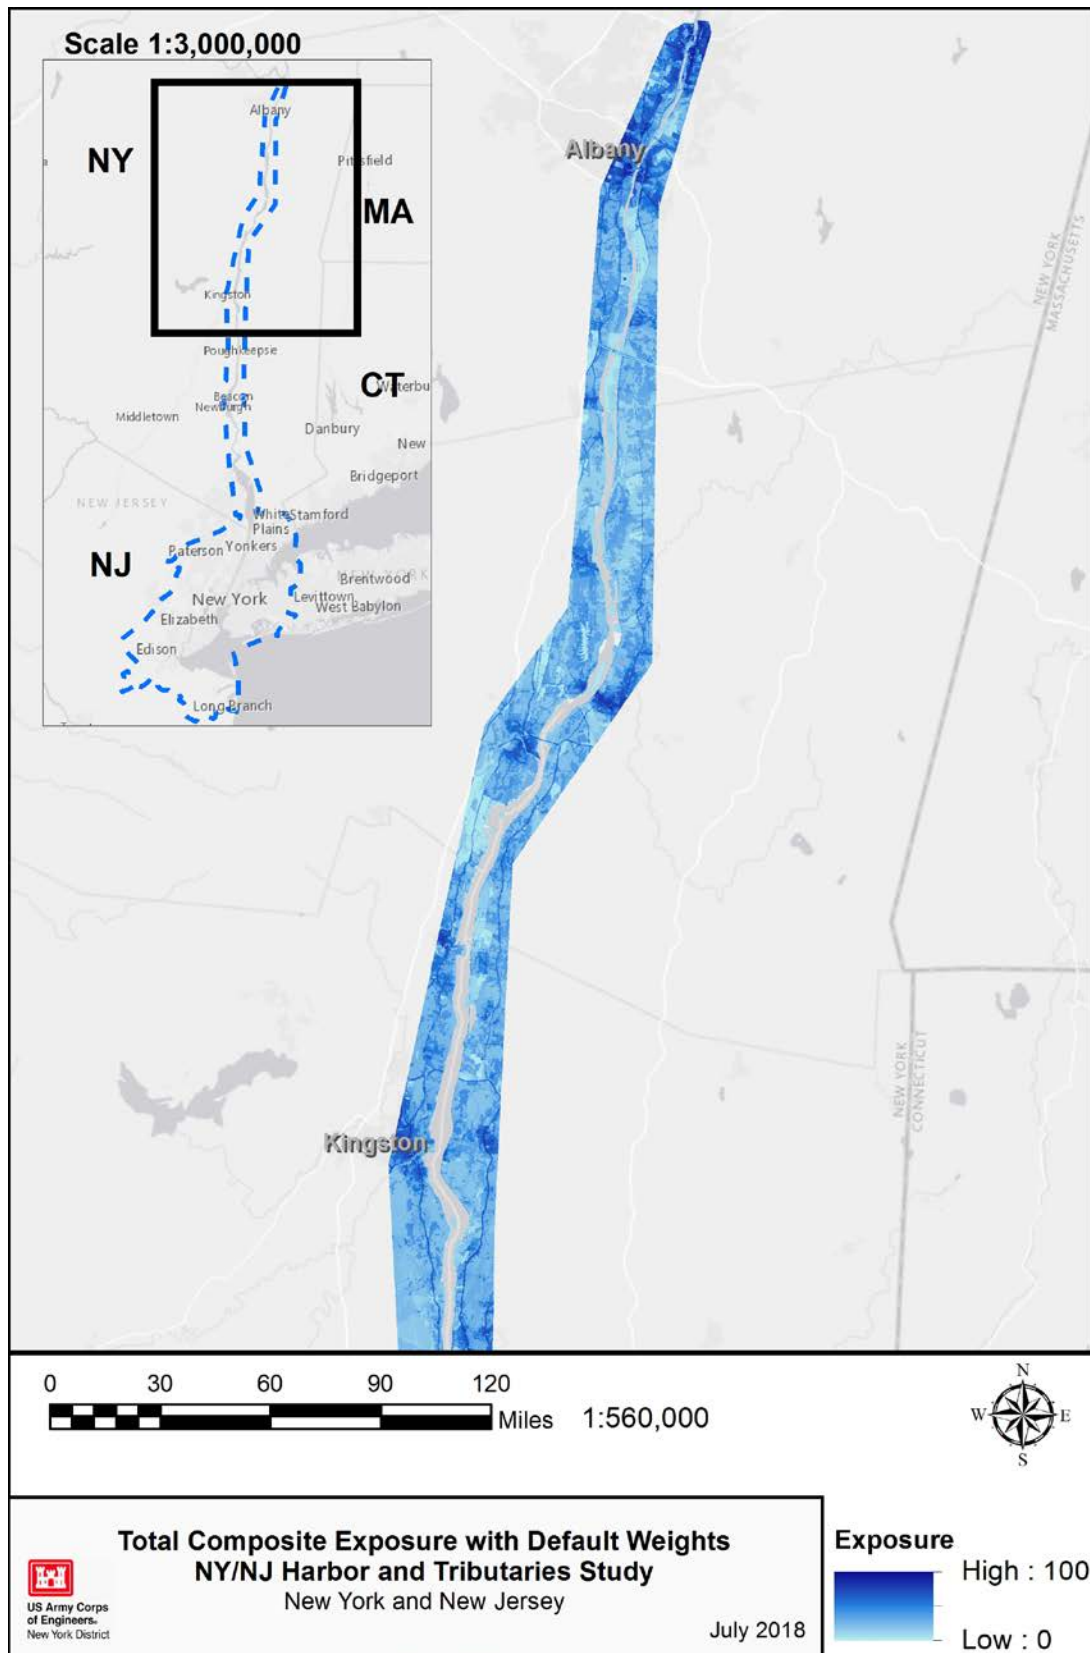 Scale 1:3,000,000
Albany
NY
Pittsfield
MA
Kingston
Poughkeepsie
CT
Waterbu
Beacon
Newburgh
Middletown
Danbury
New
Bridgeport
NEW JERSEY
White Stamford
Plains
Paterson Yonkers
NJ
NEW YORK
Brentwood
New York
Levittown
West Babylon
Elizabeth
Edison
Long Branch
Albany
NEW YORK
MASSACHUSETTS
NEW YORK
CONNECTICUT
Kingston
0 30 60 90 120
Miles 1:560,000
N
W E
S
Total Composite Exposure with Default Weights
NY/NJ Harbor and Tributaries Study
New York and New Jersey
US Army Corps
of Engineers®
New York District
July 2018
Exposure
High : 100
Low : 0